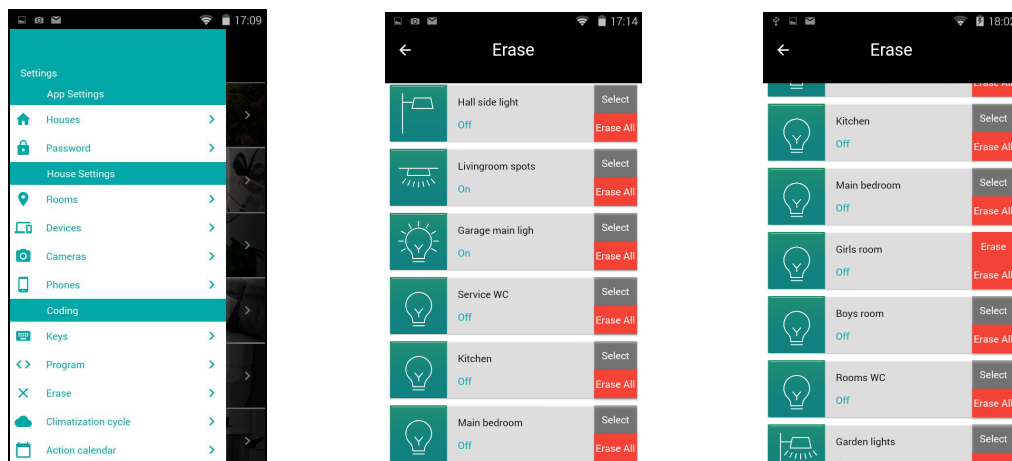 17:09
Settings
App Settings
Houses
Password
House Settings
Rooms
Devices
Cameras
Phones
Coding
Keys
Program
Erase
Climatization cycle
Action calendar
17:14
Erase
Hall side light
Select
Off
Erase All
Livingroom spots
Select
On
Erase All
Garage main ligh
Select
On
Erase All
Service WC
Select
Off
Erase All
Kitchen
Select
Off
Erase All
Main bedroom
Select
Off
Erase All
18:02
Erase
Erase All
Kitchen
Select
Off
Erase All
Main bedroom
Select
Off
Erase All
Girls room
Erase
Off
Erase All
Boys room
Select
Off
Erase All
Rooms WC
Select
Off
Erase All
Garden lights
Select